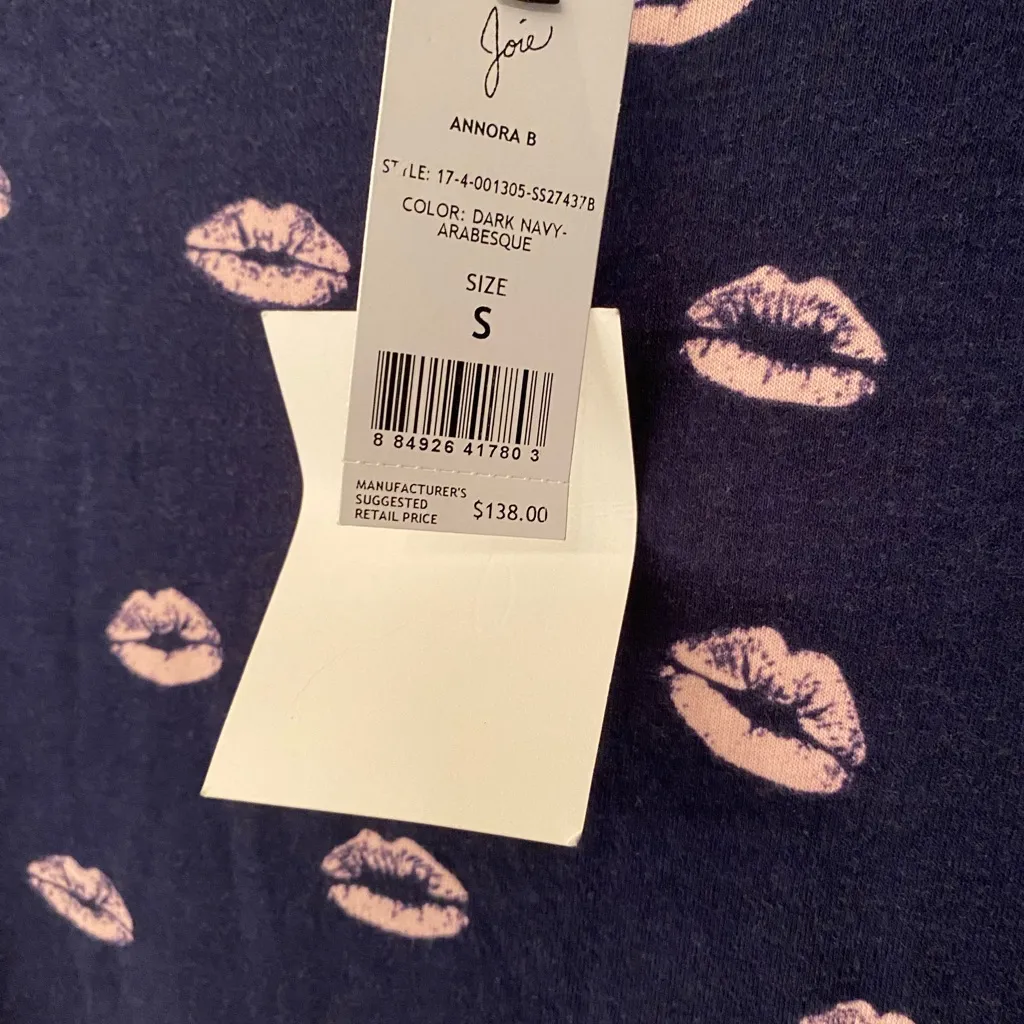 Joie
ANNORA B
STYLE: 17-4-001305-SS27437B
COLOR: DARK NAVY-
ARABESQUE
SIZE
S
8 84926 41780 3
MANUFACTURER'S
SUGGESTED
RETAIL PRICE
$138.00